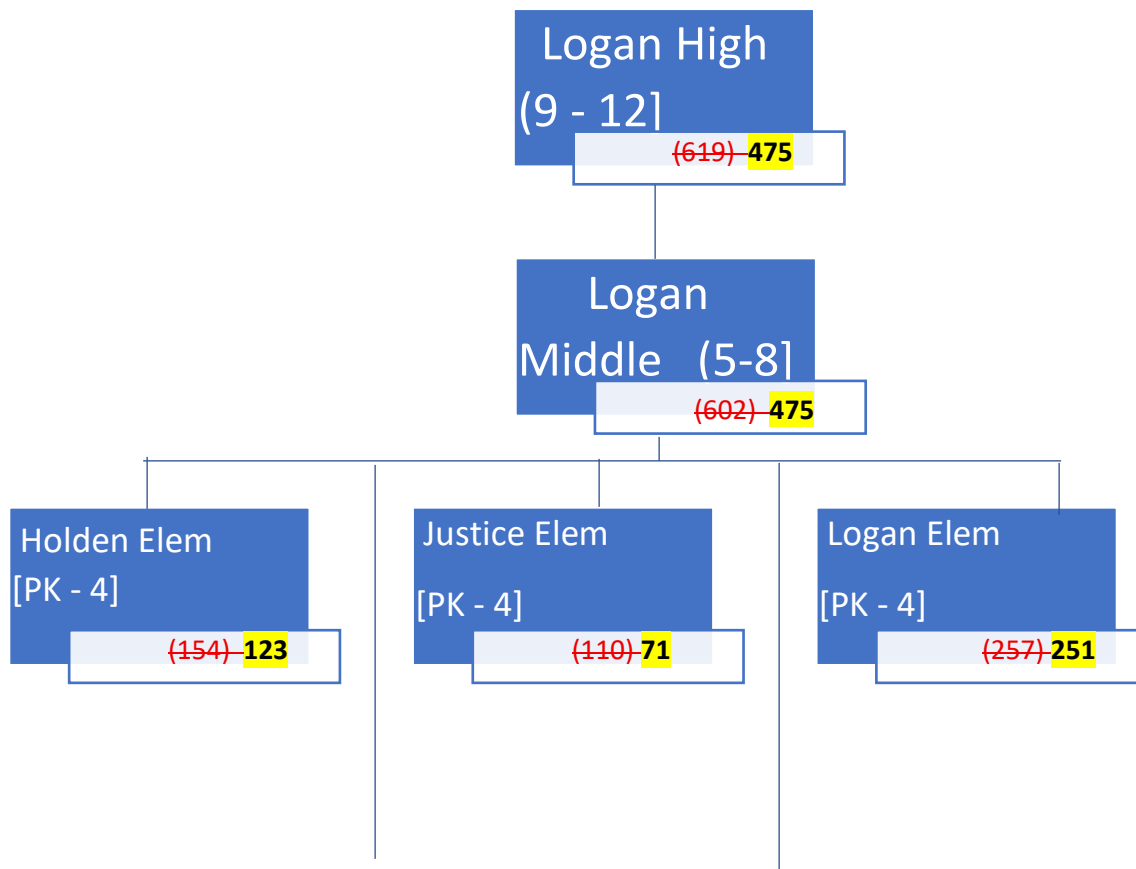 Logan High
(9 - 12]
(619) 475
Logan
Middle (5-8]
(602) 475
Holden Elem
[PK - 4]
(154) 123
Justice Elem
[PK - 4]
(110) 71
Logan Elem
[PK - 4]
(257) 251